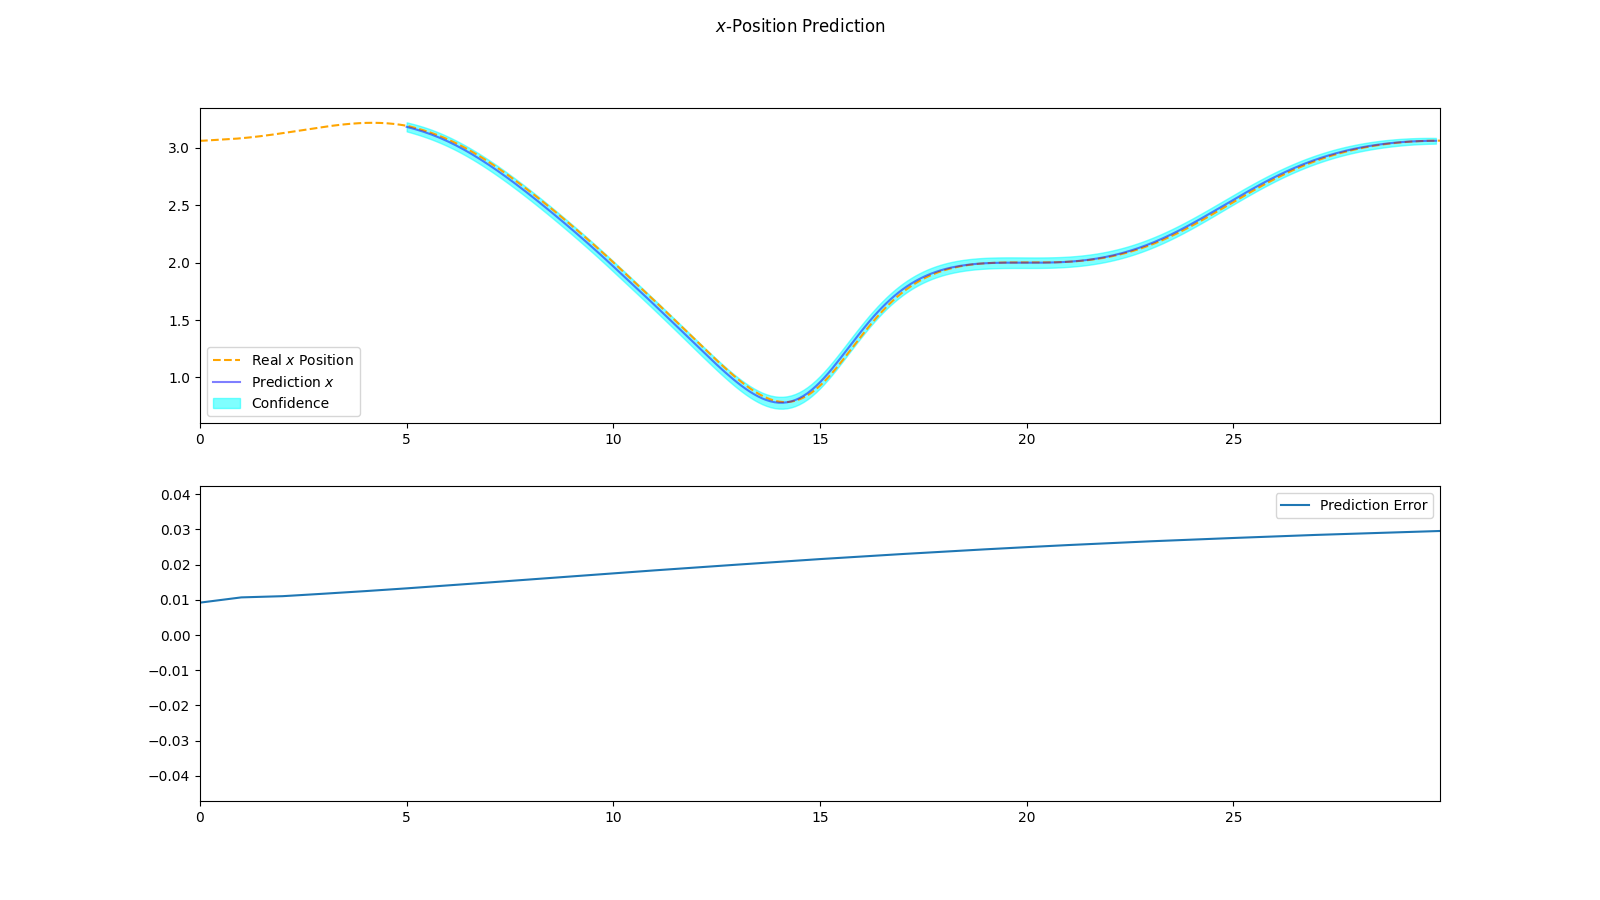 x-Position Prediction
3.0
2.5
2.0
1.5
1.0
Real x Position
Prediction x
Confidence
0 5 10 15 20 25
0.04
0.03
0.02
0.01
0.00
−0.01
−0.02
−0.03
−0.04
Prediction Error
0 5 10 15 20 25